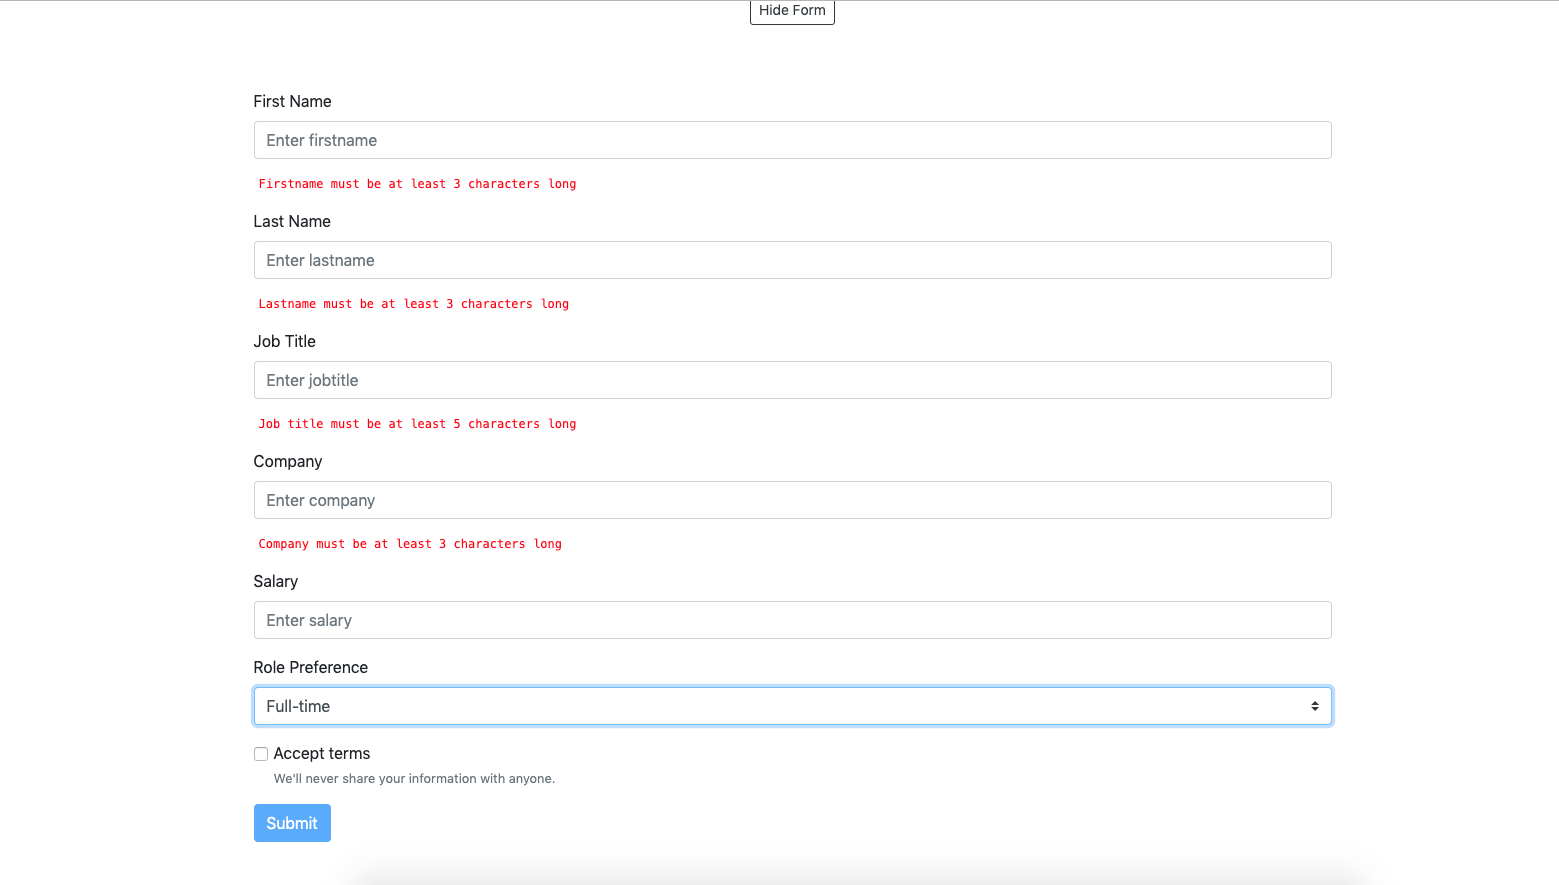 Hide Form
First Name
Enter firstname
Firstname must be at least 3 characters long
Last Name
Enter lastname
Lastname must be at least 3 characters long
Job Title
Enter jobtitle
Job title must be at least 5 characters long
Company
Enter company
Company must be at least 3 characters long
Salary
Enter salary
Role Preference
Full-time
Accept terms
We'll never share your information with anyone.
Submit